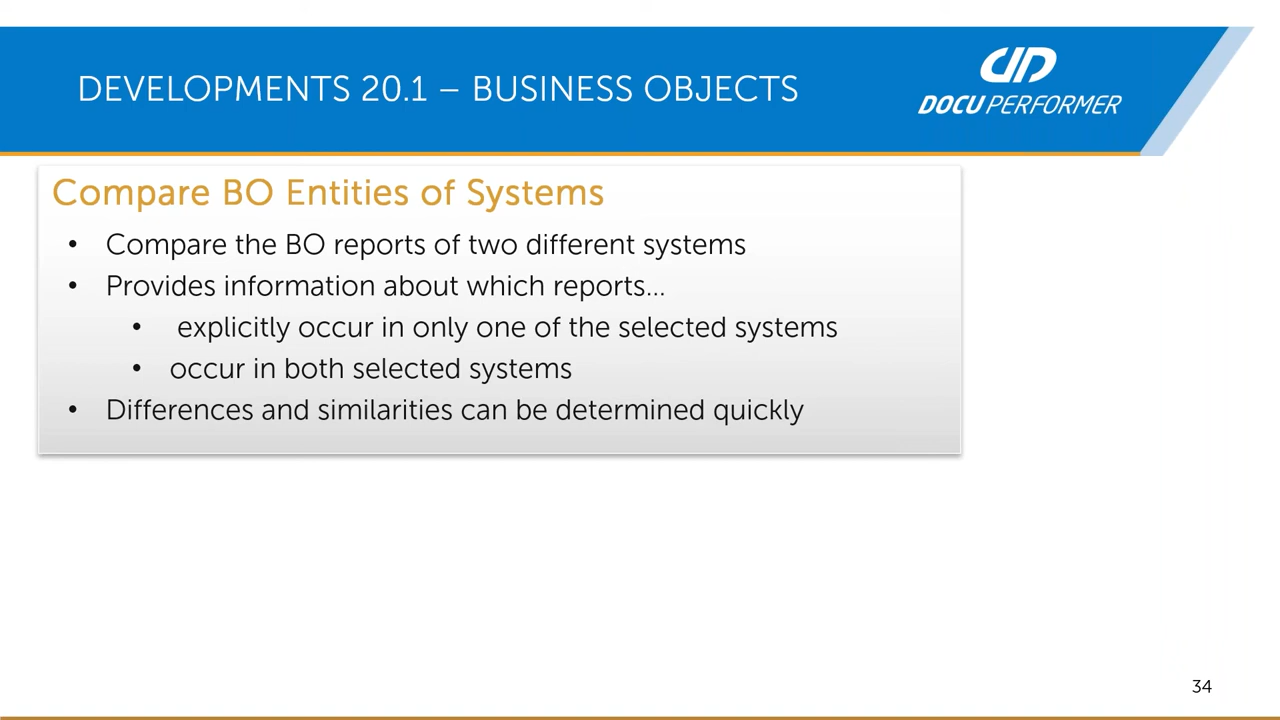 DEVELOPMENTS 20.1 – BUSINESS OBJECTS
DOCU PERFORMER
Compare BO Entities of Systems
• Compare the BO reports of two different systems
• Provides information about which reports...
• explicitly occur in only one of the selected systems
• occur in both selected systems
• Differences and similarities can be determined quickly
34